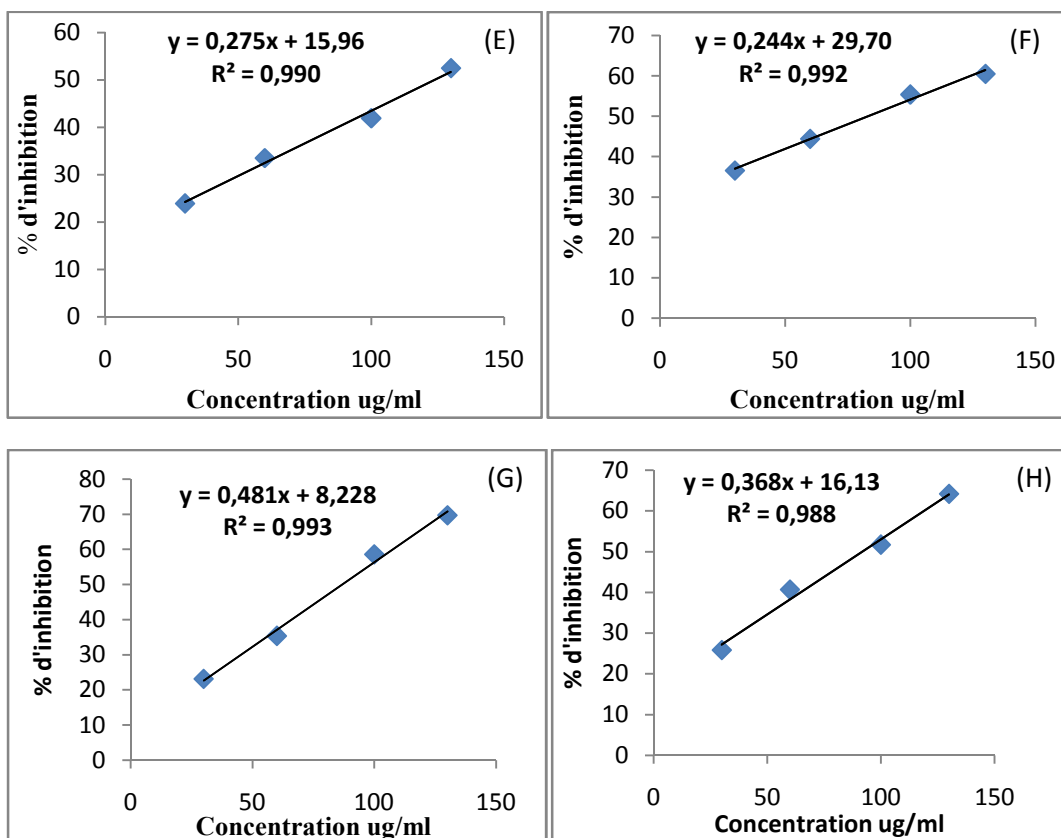 (E)
y = 0,275x + 15,96
R² = 0,990
60
50
40
30
20
10
0
% d'inhibition
0 50 100 150
Concentration ug/ml
(F)
y = 0,244x + 29,70
R² = 0,992
70
60
50
40
30
20
10
0
% d'inhibition
0 50 100 150
Concentration ug/ml
(G)
y = 0,481x + 8,228
R² = 0,993
80
70
60
50
40
30
20
10
0
% d'inhibition
0 50 100 150
Concentration ug/ml
(H)
y = 0,368x + 16,13
R² = 0,988
70
60
50
40
30
20
10
0
% d'inhibition
0 50 100 150
Concentration ug/ml